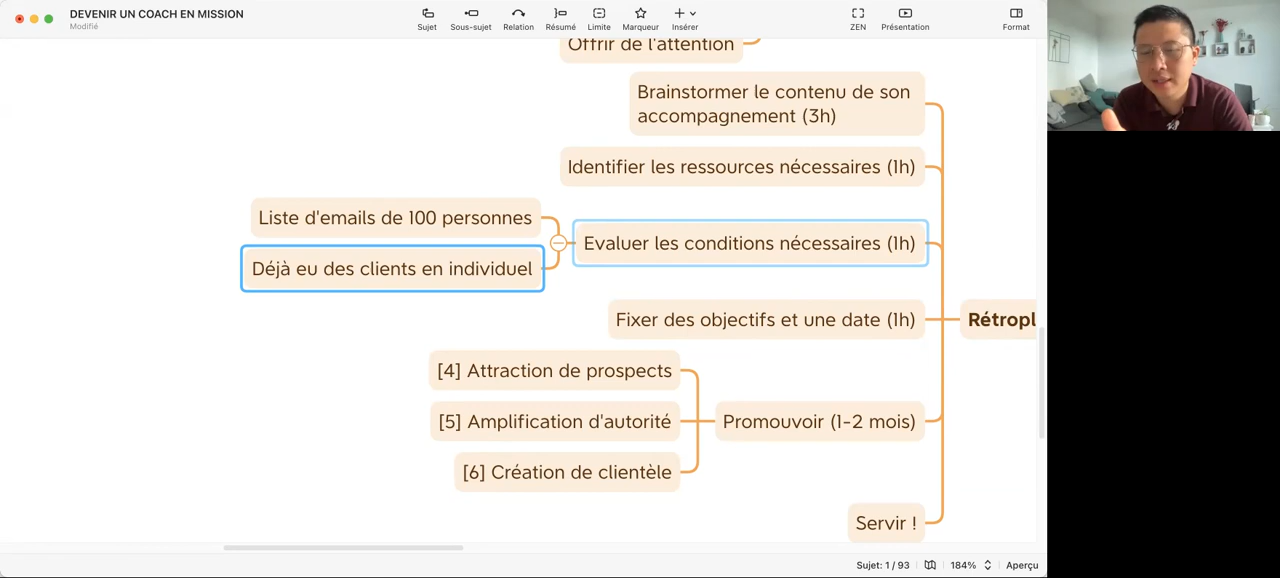 DEVENIR UN COACH EN MISSION
Modifié
Sujet
Sous-sujet
Relation
Résumé
Limite
Marqueur
Insérer
ZEN
Présentation
Format
Offrir de l'attention
Brainstormer le contenu de son
accompagnement (3h)
Identifier les ressources nécessaires (1h)
Liste d'emails de 100 personnes
Evaluer les conditions nécessaires (1h)
Déjà eu des clients en individuel
Fixer des objectifs et une date (1h)
Rétropl
[4] Attraction de prospects
[5] Amplification d'autorité
Promouvoir (1-2 mois)
[6] Création de clientèle
Servir !
Sujet: 1 / 93
184%
Aperçu